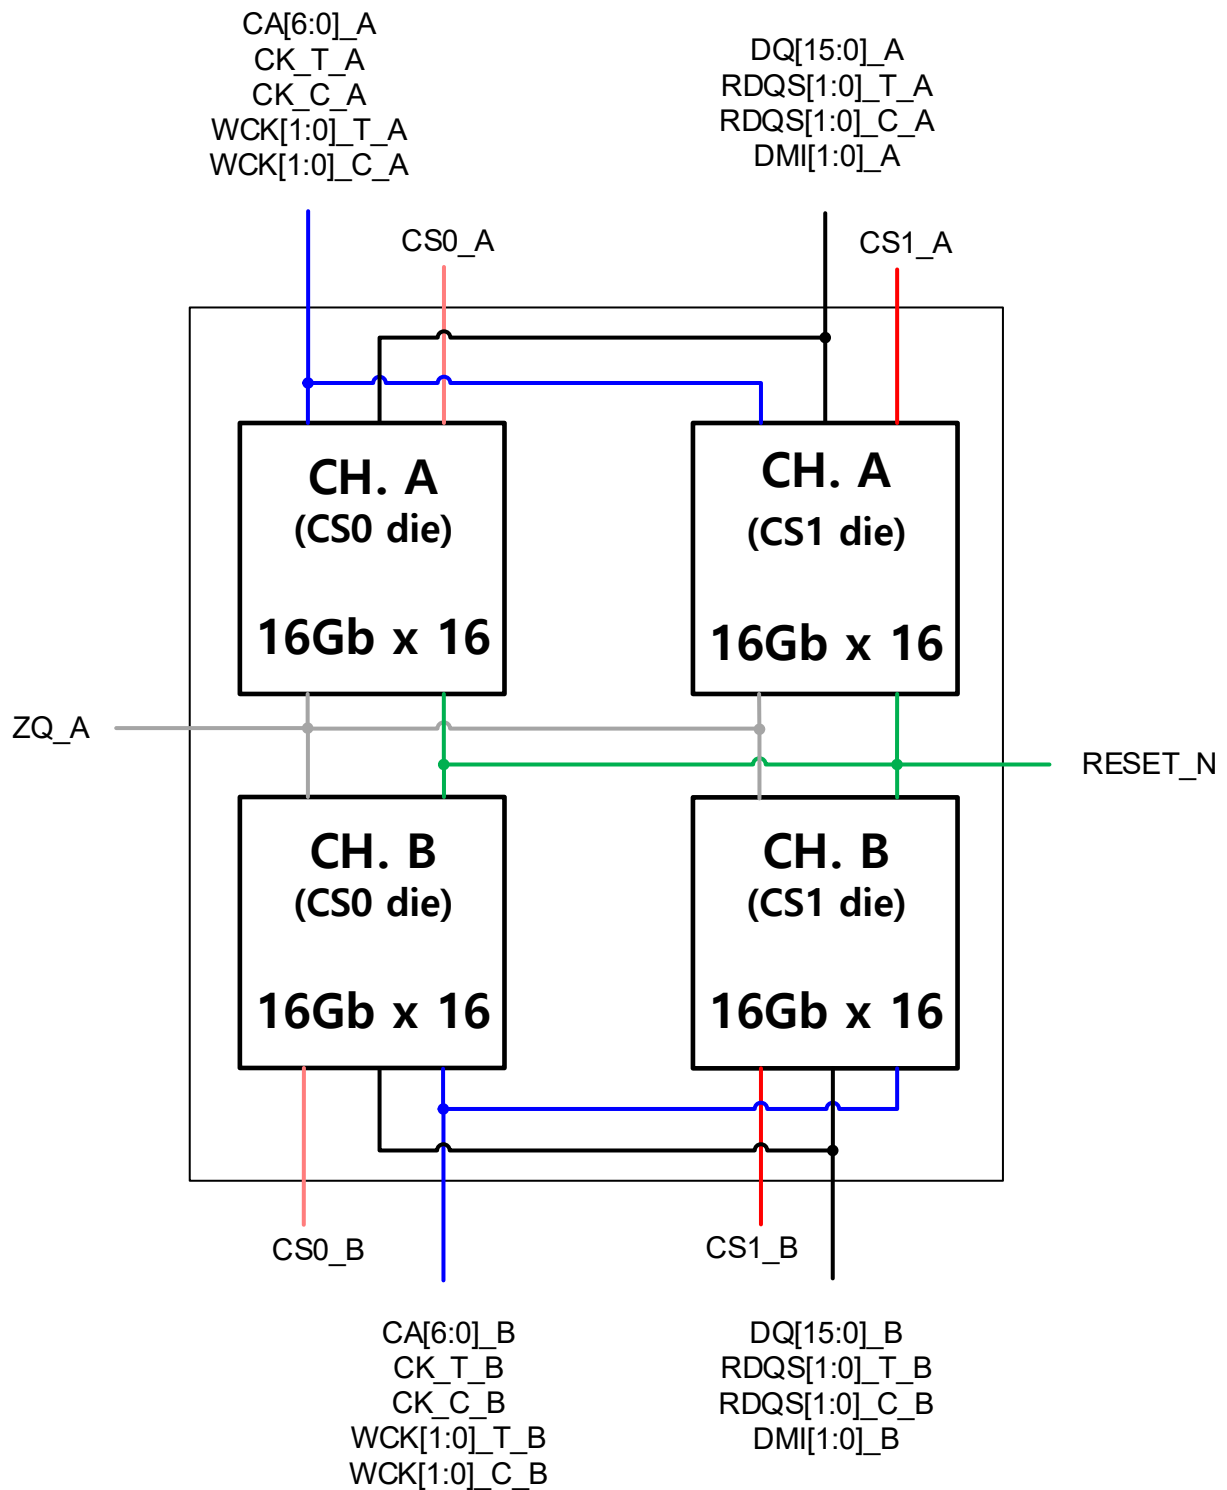 CA[6:0]_A
CK_T_A
CK_C_A
WCK[1:0]_T_A
WCK[1:0]_C_A
DQ[15:0]_A
RDQS[1:0]_T_A
RDQS[1:0]_C_A
DMI[1:0]_A
CS0_A
CS1_A
CH. A
(CS0 die)
16Gb x 16
CH. A
(CS1 die)
16Gb x 16
ZQ_A
RESET_N
CH. B
(CS0 die)
16Gb x 16
CH. B
(CS1 die)
16Gb x 16
CS0_B
CS1_B
CA[6:0]_B
CK_T_B
CK_C_B
WCK[1:0]_T_B
WCK[1:0]_C_B
DQ[15:0]_B
RDQS[1:0]_T_B
RDQS[1:0]_C_B
DMI[1:0]_B